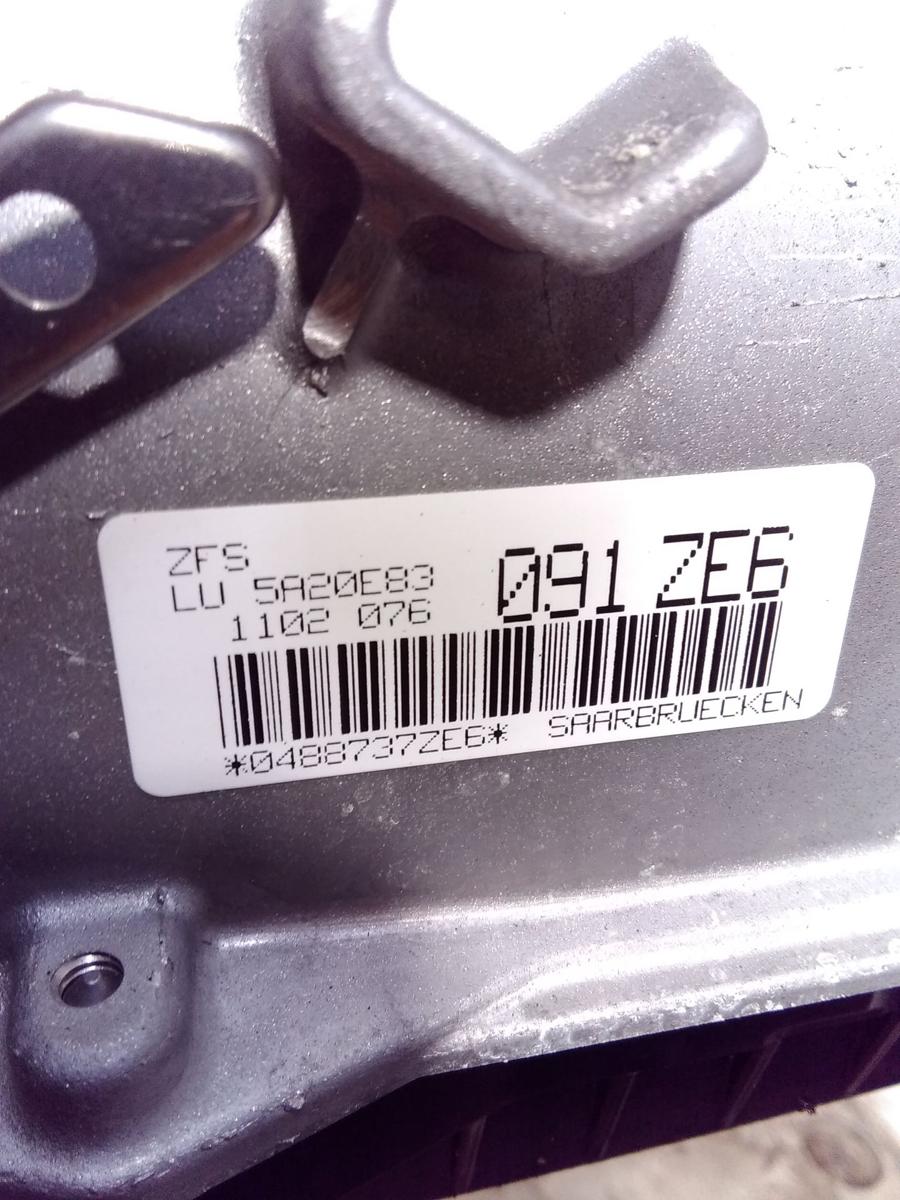 ZFS
LU 5A20E83
1102 076
091 ZE6
*0488737ZE6* SAARBRUECKEN